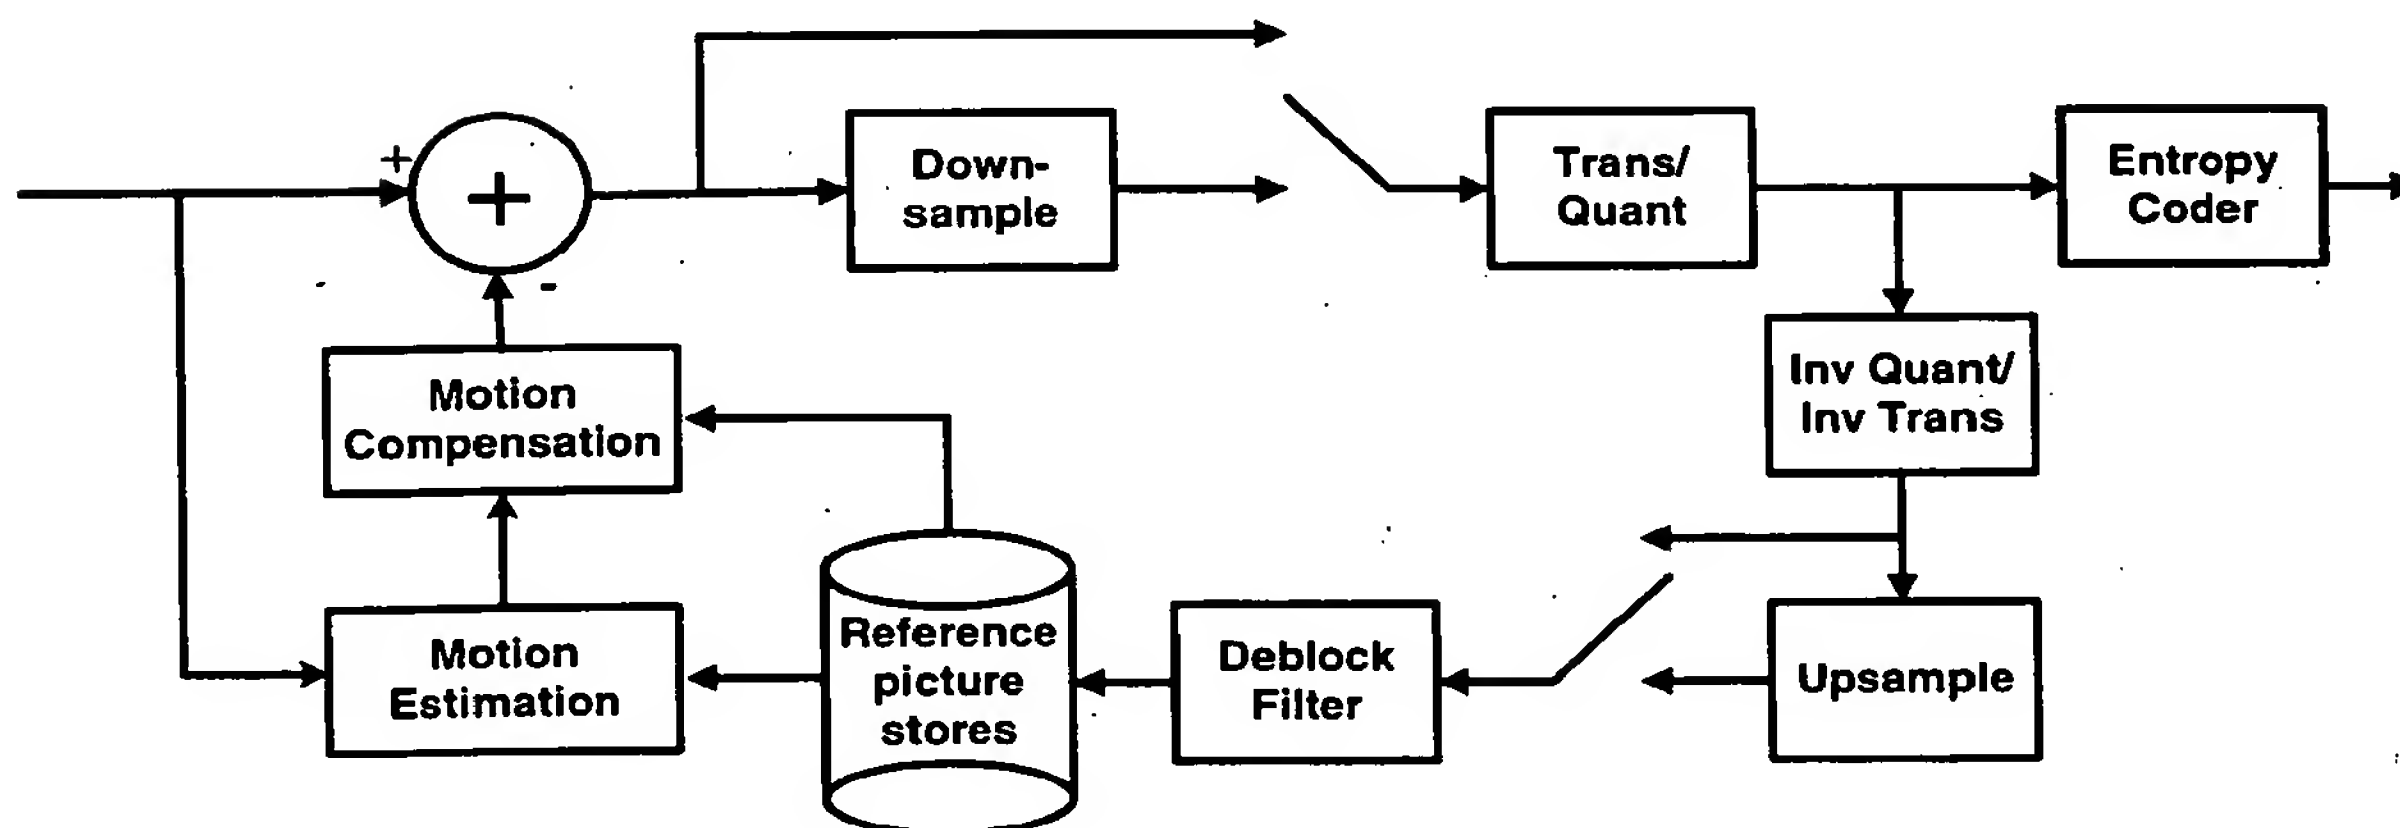 +
+
-
Down-
sample
Trans/
Quant
Entropy
Coder
Motion
Compensation
Inv Quant/
Inv Trans
Motion
Estimation
Reference
picture
stores
Deblock
Filter
Upsample